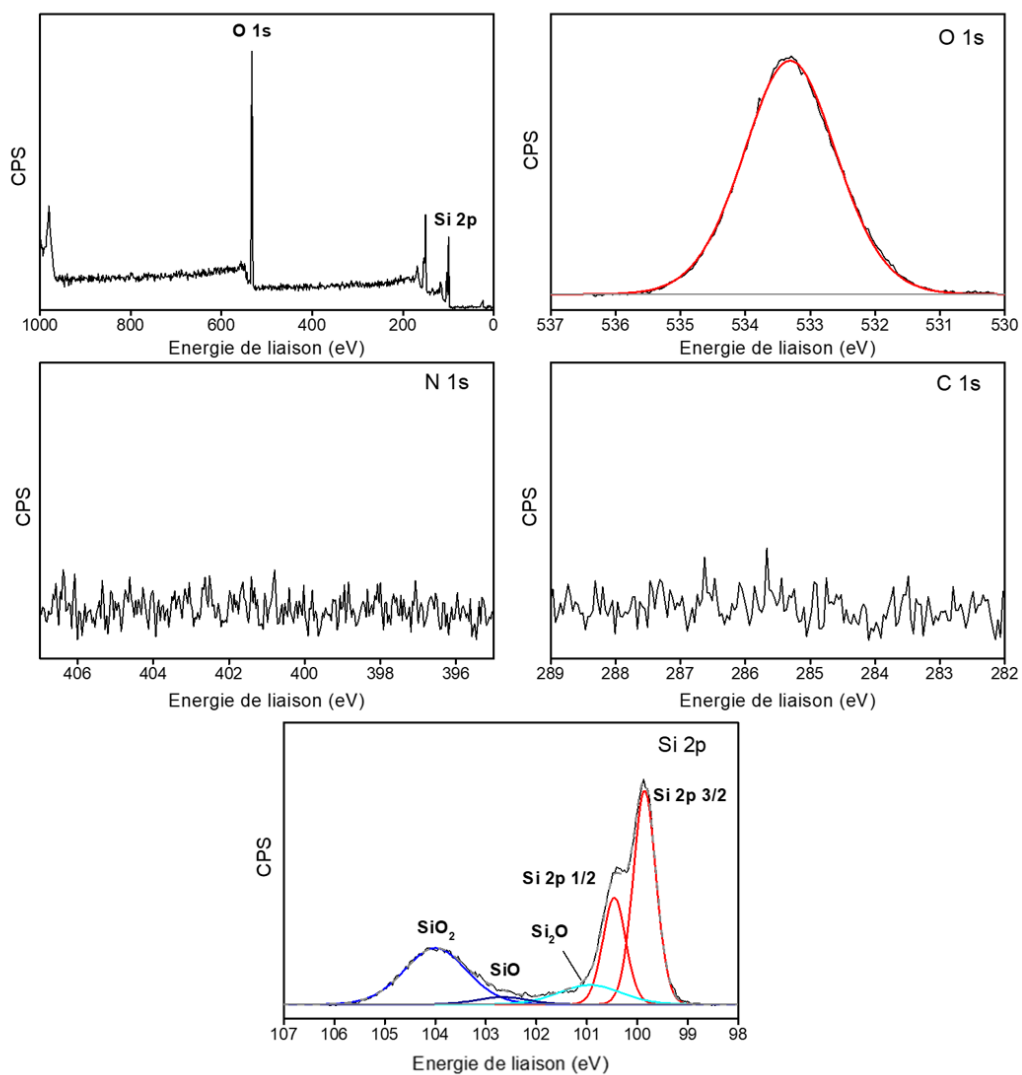 O 1s
Si 2p
CPS
1000 800 600 400 200 0
Energie de liaison (eV)
O 1s
CPS
537 536 535 534 533 532 531 530
Energie de liaison (eV)
N 1s
CPS
406 404 402 400 398 396
Energie de liaison (eV)
C 1s
CPS
289 288 287 286 285 284 283 282
Energie de liaison (eV)
Si 2p
Si 2p 3/2
Si 2p 1/2
Si₂O
SiO₂
SiO
CPS
107 106 105 104 103 102 101 100 99 98
Energie de liaison (eV)